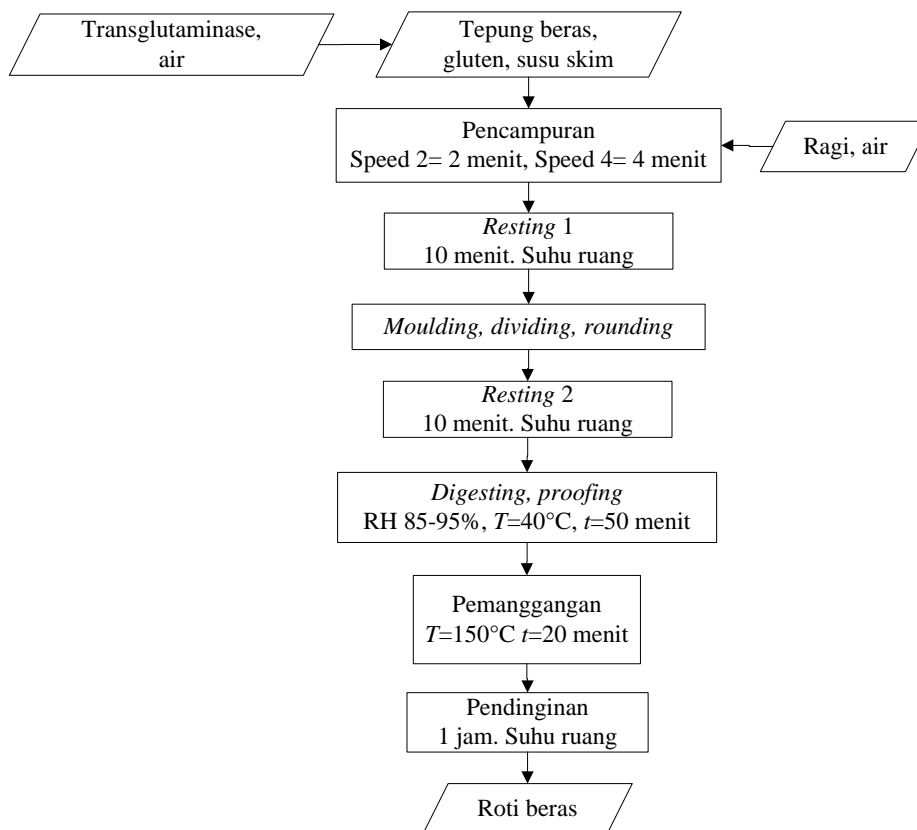 Transglutaminase,
air
Tepung beras,
gluten, susu skim
Pencampuran
Speed 2= 2 menit, Speed 4= 4 menit
Ragi, air
Resting 1
10 menit. Suhu ruang
Moulding, dividing, rounding
Resting 2
10 menit. Suhu ruang
Digesting, proofing
RH 85-95%, T=40°C, t=50 menit
Pemanggangan
T=150°C t=20 menit
Pendinginan
1 jam. Suhu ruang
Roti beras